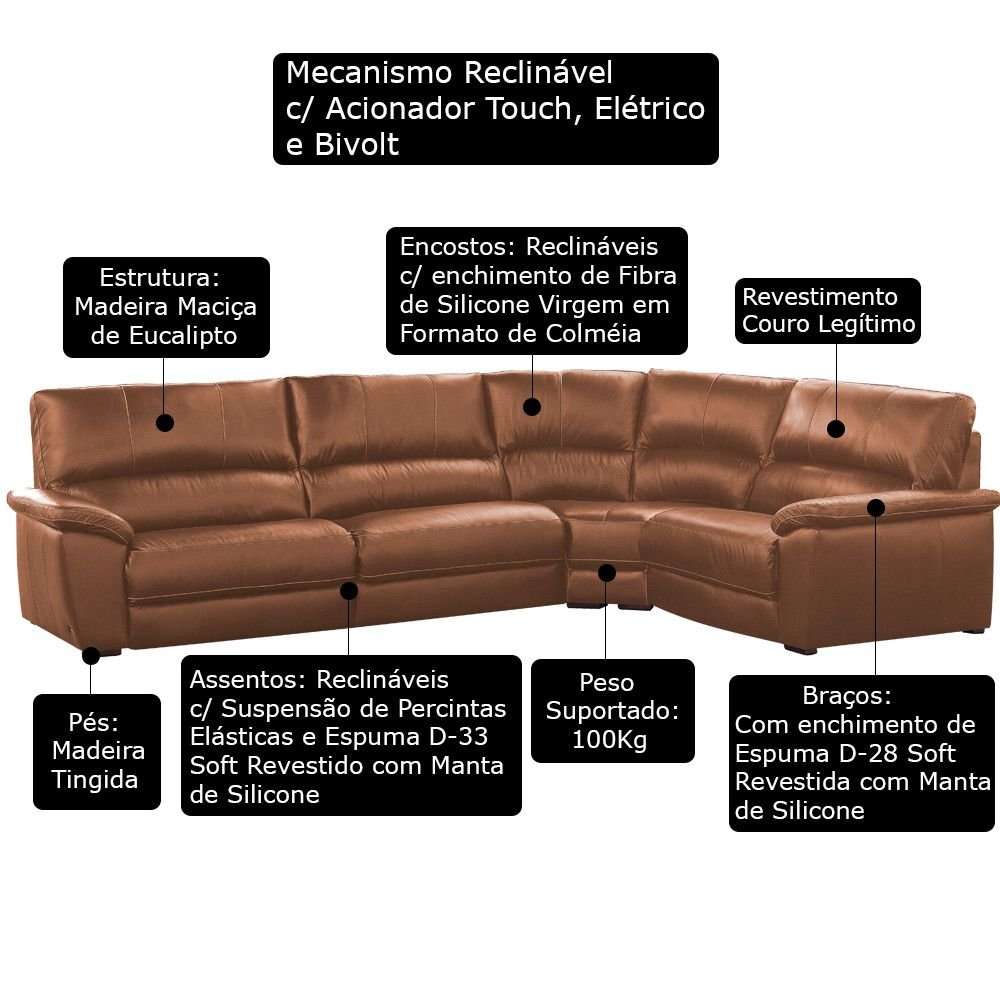 Mecanismo Reclinável
c/ Acionador Touch, Elétrico
e Bivolt
Estrutura:
Madeira Maciça
de Eucalipto
Encostos: Reclináveis
c/ enchimento de Fibra
de Silicone Virgem em
Formato de Colméia
Revestimento
Couro Legítimo
Pés:
Madeira
Tingida
Assentos: Reclináveis
c/ Suspensão de Percintas
Elásticas e Espuma D-33
Soft Revestido com Manta
de Silicone
Peso
Suportado:
100Kg
Braços:
Com enchimento de
Espuma D-28 Soft
Revestida com Manta
de Silicone